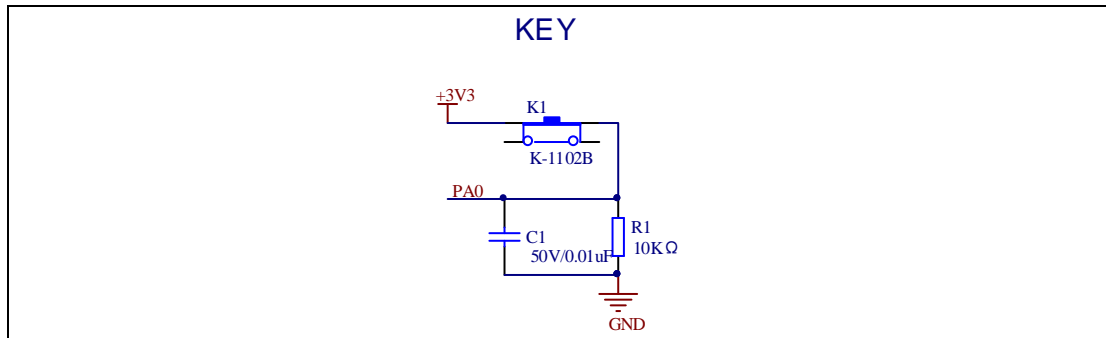 KEY
+3V3
K1
K-1102B
PA0
C1
50V/0.01uF
R1
10KΩ
GND